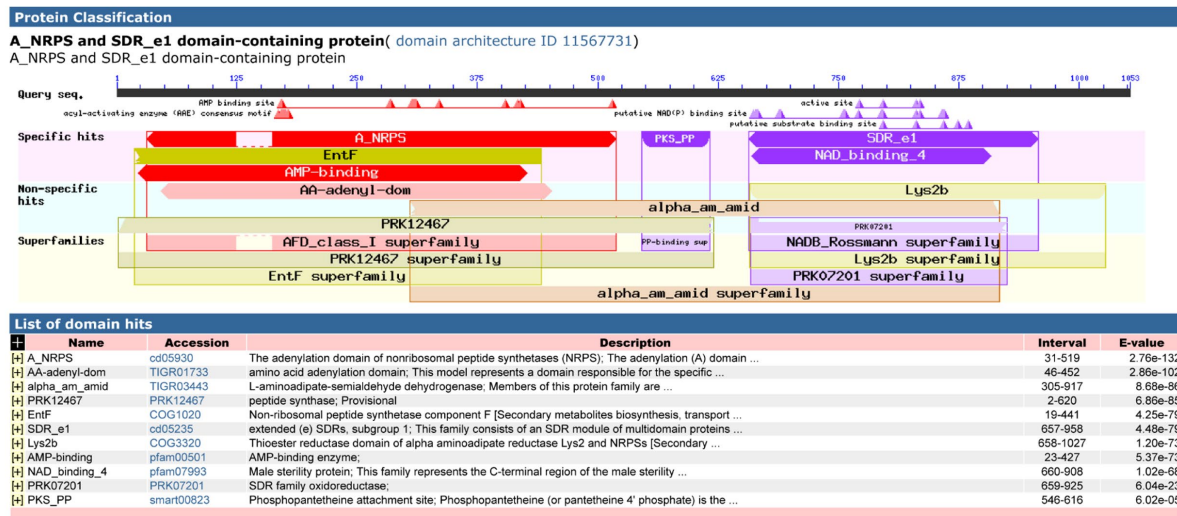 Protein Classification
A_NRPS and SDR_e1 domain-containing protein( domain architecture ID 11567731)
A_NRPS and SDR_e1 domain-containing protein
1 125 250 375 500 625 750 875 1000 1053
Query seq.
AMP binding site active site
acyl-activating enzyme (AAE) consensus motif putative NAD(P) binding site
putative substrate binding site
Specific hits A_NRPS PKS_PP SDR_e1
EntF NAD_binding_4
AMP-binding
Non-specific hits AA-adenyl-dom Lys2b
alpha_am_amid
PRK12467 PRK07201
Superfamilies AFD_class_I superfamily PP-binding sup NADB_Rossmann superfamily
PRK12467 superfamily Lys2b superfamily
EntF superfamily PRK07201 superfamily
alpha_am_amid superfamily
List of domain hits
+ Name Accession Description Interval E-value
[+] A_NRPS cd05930 The adenylation domain of nonribosomal peptide synthetases (NRPS); The adenylation (A) domain ... 31-519 2.76e-132
[+] AA-adenyl-dom TIGR01733 amino acid adenylation domain; This model represents a domain responsible for the specific ... 46-452 2.86e-102
[+] alpha_am_amid TIGR03443 L-aminoadipate-semialdehyde dehydrogenase; Members of this protein family are ... 305-917 8.68e-86
[+] PRK12467 PRK12467 peptide synthase; Provisional 2-620 6.86e-85
[+] EntF COG1020 Non-ribosomal peptide synthetase component F [Secondary metabolites biosynthesis, transport ... 19-441 4.25e-79
[+] SDR_e1 cd05235 extended (e) SDRs, subgroup 1; This family consists of an SDR module of multidomain proteins ... 657-958 4.48e-79
[+] Lys2b COG3320 Thioester reductase domain of alpha aminoadipate reductase Lys2 and NRPSs [Secondary ... 658-1027 1.20e-73
[+] AMP-binding pfam00501 AMP-binding enzyme; 23-427 5.37e-73
[+] NAD_binding_4 pfam07993 Male sterility protein; This family represents the C-terminal region of the male sterility ... 660-908 1.02e-68
[+] PRK07201 PRK07201 SDR family oxidoreductase; 659-925 6.04e-23
[+] PKS_PP smart00823 Phosphopantetheine attachment site; Phosphopantetheine (or pantetheine 4' phosphate) is the ... 546-616 6.02e-05